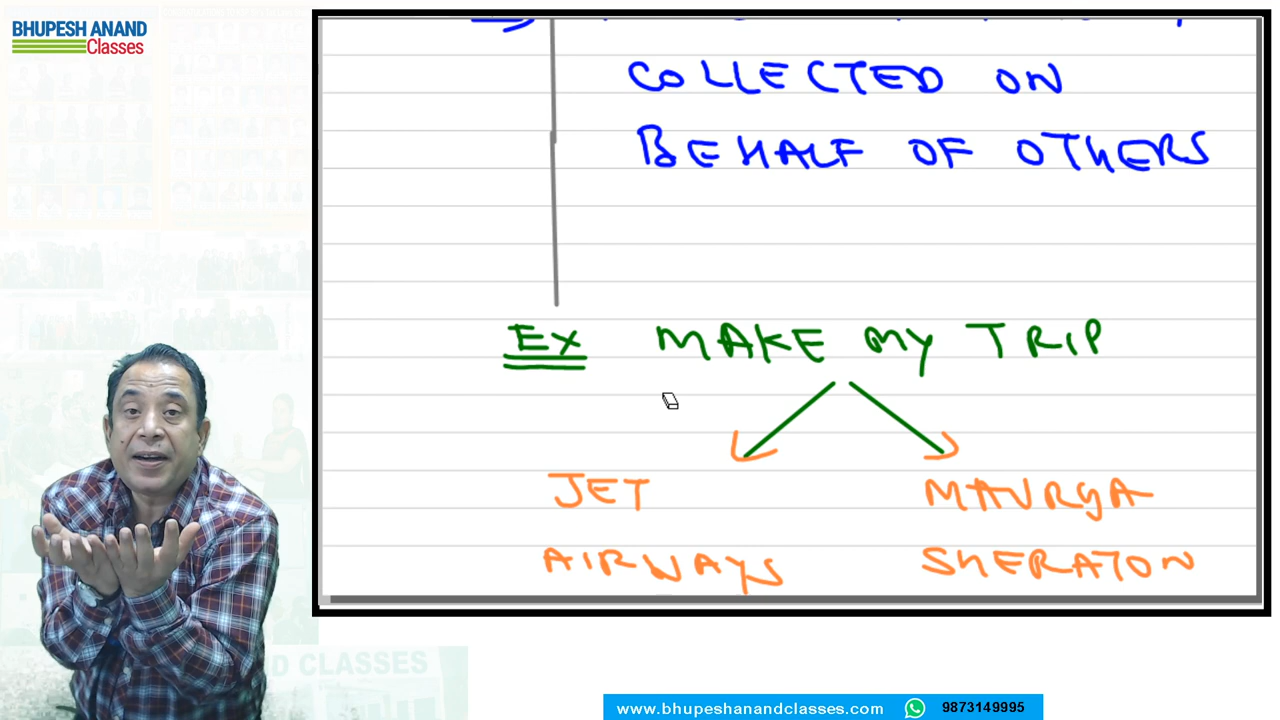 BHUPESH ANAND
Classes
COLLECTED ON
BEHALF OF OTHERS
EX MAKE MY TRIP
JET MAURYA
AIRWAYS SHERATON
CLASSES
www.bhupeshanandclasses.com 9873149995